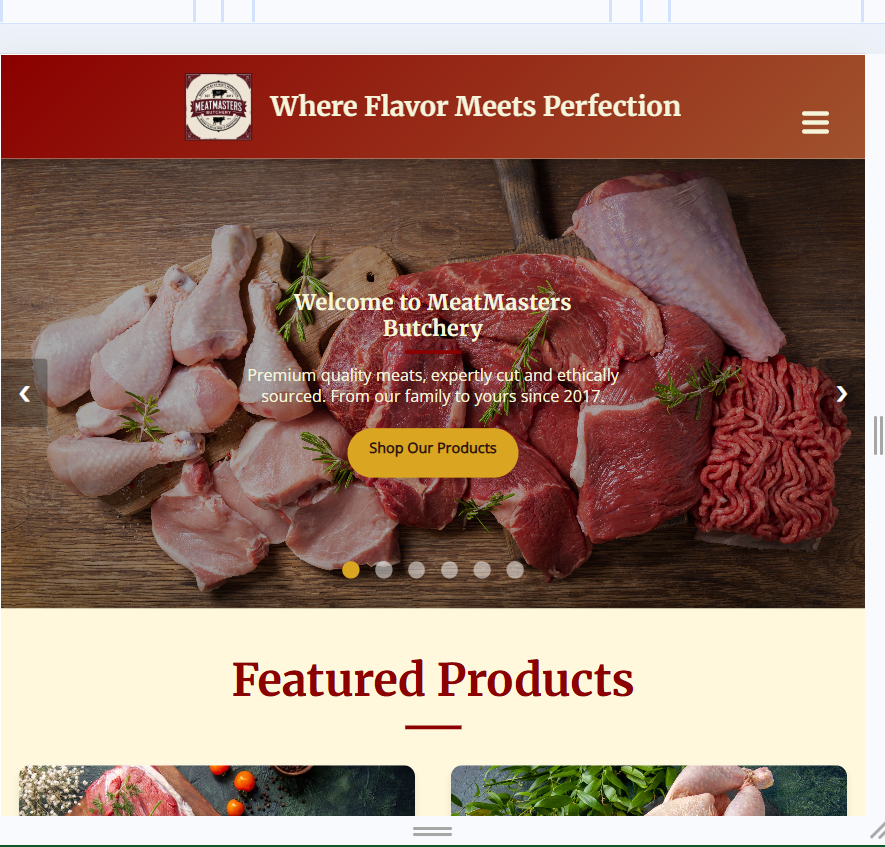 MEATMASTERS
BUTCHERY
Where Flavor Meets Perfection
Welcome to MeatMasters
Butchery
Premium quality meats, expertly cut and ethically
sourced. From our family to yours since 2017.
Shop Our Products
Featured Products